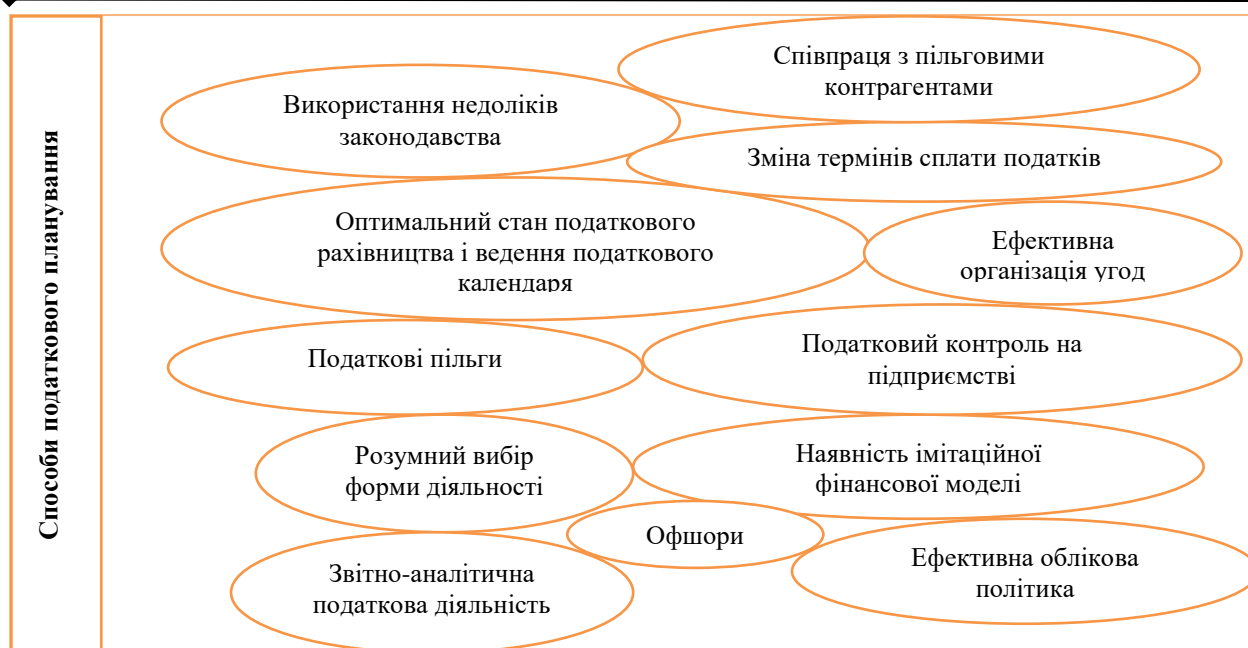 Способи податкового планування
Співпраця з пільговими
контрагентами
Використання недоліків
законодавства
Зміна термінів сплати податків
Оптимальний стан податкового
рахівництва і ведення податкового
календаря
Ефективна
організація угод
Податкові пільги
Податковий контроль на
підприємстві
Розумний вибір
форми діяльності
Наявність імітаційної
фінансової моделі
Офшори
Звітно-аналітична
податкова діяльність
Ефективна облікова
політика